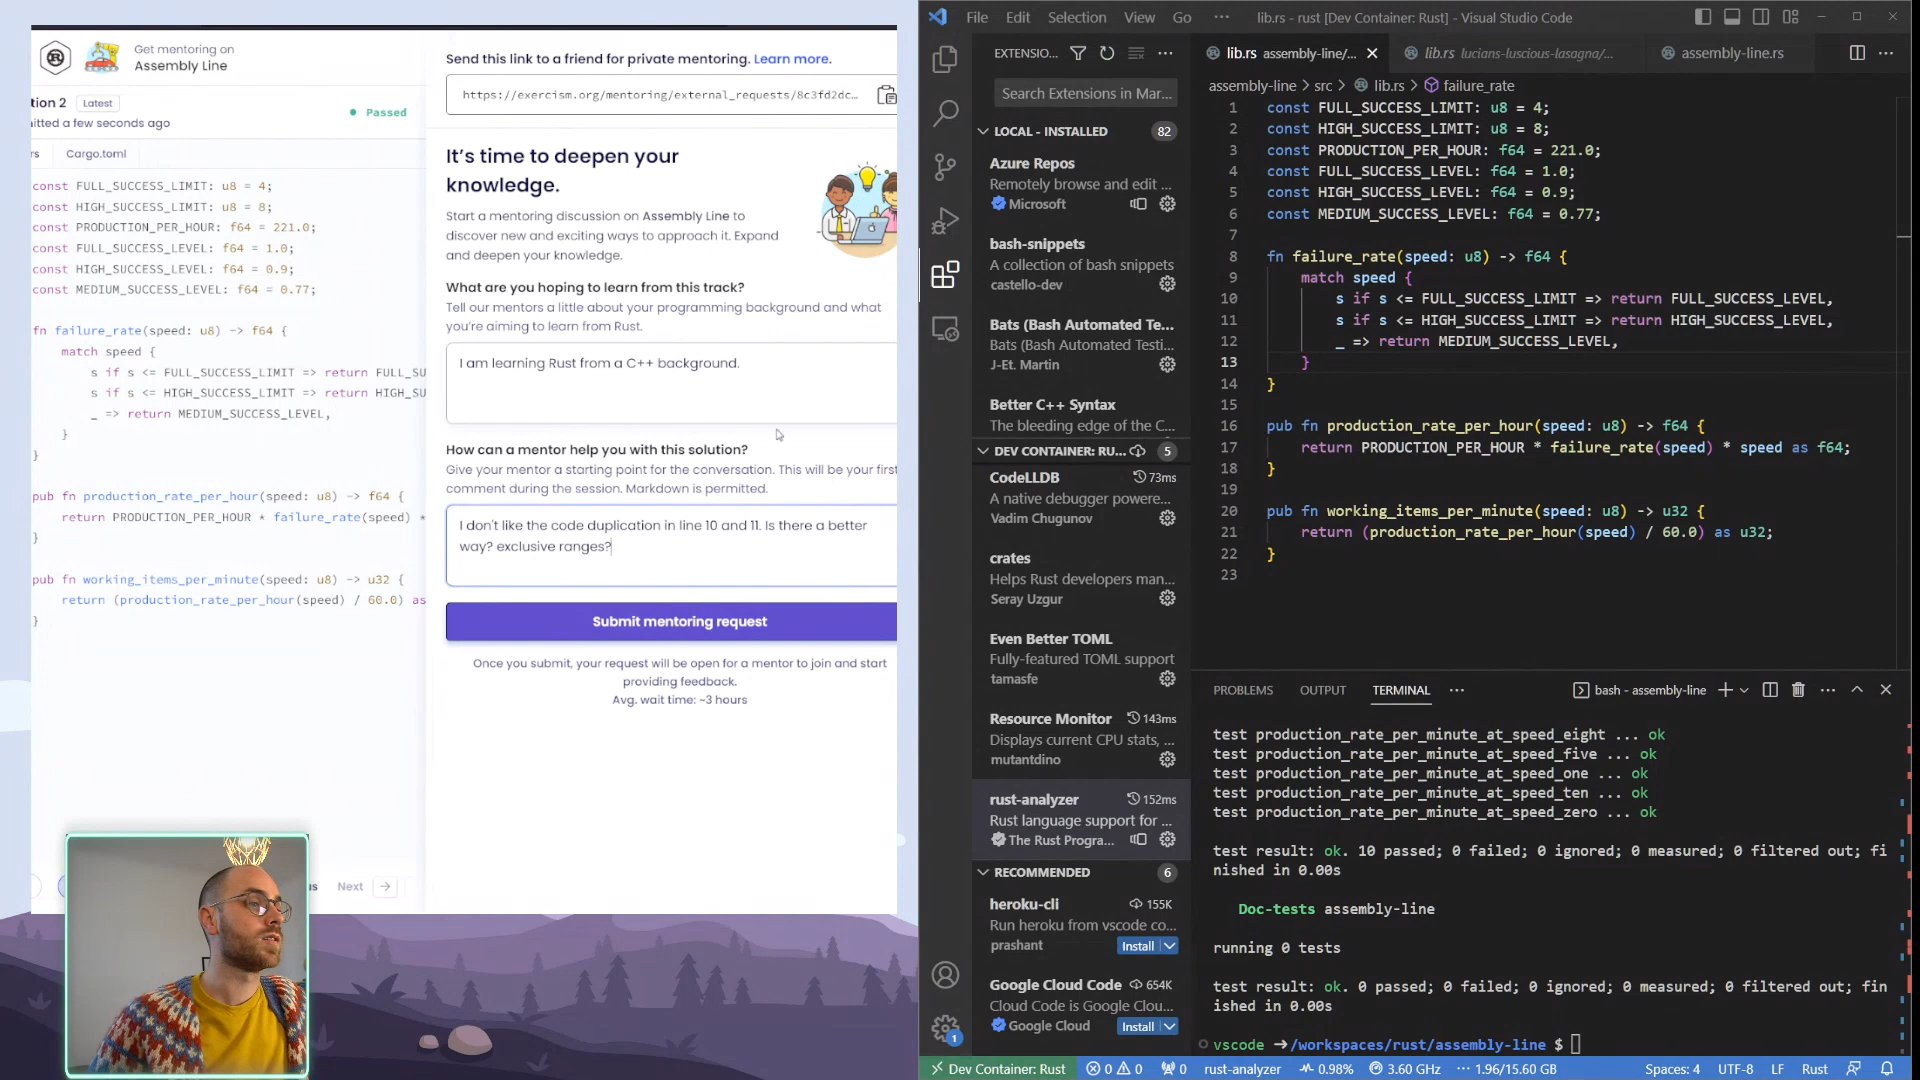 Get mentoring on
Assembly Line
tion 2 Latest
mitted a few seconds ago
Passed
rs Cargo.toml
const FULL_SUCCESS_LIMIT: u8 = 4;
const HIGH_SUCCESS_LIMIT: u8 = 8;
const PRODUCTION_PER_HOUR: f64 = 221.0;
const FULL_SUCCESS_LEVEL: f64 = 1.0;
const HIGH_SUCCESS_LEVEL: f64 = 0.9;
const MEDIUM_SUCCESS_LEVEL: f64 = 0.77;
fn failure_rate(speed: u8) -> f64 {
match speed {
s if s <= FULL_SUCCESS_LIMIT => return FULL_SU
s if s <= HIGH_SUCCESS_LIMIT => return HIGH_SU
_ => return MEDIUM_SUCCESS_LEVEL,
}
}
pub fn production_rate_per_hour(speed: u8) -> f64 {
return PRODUCTION_PER_HOUR * failure_rate(speed) *
}
pub fn working_items_per_minute(speed: u8) -> u32 {
return (production_rate_per_hour(speed) / 60.0) as
}
us Next →
Send this link to a friend for private mentoring. Learn more.
https://exercism.org/mentoring/external_requests/8c3fd2dc…
It's time to deepen your
knowledge.
Start a mentoring discussion on Assembly Line to
discover new and exciting ways to approach it. Expand
and deepen your knowledge.
What are you hoping to learn from this track?
Tell our mentors a little about your programming background and what
you're aiming to learn from Rust.
I am learning Rust from a C++ background.
How can a mentor help you with this solution?
Give your mentor a starting point for the conversation. This will be your first
comment during the session. Markdown is permitted.
I don't like the code duplication in line 10 and 11. Is there a better
way? exclusive ranges?
Submit mentoring request
Once you submit, your request will be open for a mentor to join and start
providing feedback.
Avg. wait time: ~3 hours
File Edit Selection View Go ··· lib.rs - rust [Dev Container: Rust] - Visual Studio Code
EXTENSIO... ···
Search Extensions in Mar...
LOCAL - INSTALLED 82
Azure Repos
Remotely browse and edit ...
Microsoft
bash-snippets
A collection of bash snippets
castello-dev
Bats (Bash Automated Te...
Bats (Bash Automated Testi...
J-Et. Martin
Better C++ Syntax
The bleeding edge of the C...
DEV CONTAINER: RU... 5
CodeLLDB 73ms
A native debugger powere...
Vadim Chugunov
crates
Helps Rust developers man...
Seray Uzgur
Even Better TOML
Fully-featured TOML support
tamasfe
Resource Monitor 143ms
Displays current CPU stats, ...
mutantdino
rust-analyzer 152ms
Rust language support for ...
The Rust Progra...
RECOMMENDED 6
heroku-cli 155K
Run heroku from vscode co...
prashant Install
Google Cloud Code 654K
Cloud Code is Google Clou...
Google Cloud Install
1
lib.rs assembly-line/... lib.rs lucians-luscious-lasagna/... assembly-line.rs ···
assembly-line > src > lib.rs > failure_rate
1 const FULL_SUCCESS_LIMIT: u8 = 4;
2 const HIGH_SUCCESS_LIMIT: u8 = 8;
3 const PRODUCTION_PER_HOUR: f64 = 221.0;
4 const FULL_SUCCESS_LEVEL: f64 = 1.0;
5 const HIGH_SUCCESS_LEVEL: f64 = 0.9;
6 const MEDIUM_SUCCESS_LEVEL: f64 = 0.77;
7
8 fn failure_rate(speed: u8) -> f64 {
9 match speed {
10 s if s <= FULL_SUCCESS_LIMIT => return FULL_SUCCESS_LEVEL,
11 s if s <= HIGH_SUCCESS_LIMIT => return HIGH_SUCCESS_LEVEL,
12 _ => return MEDIUM_SUCCESS_LEVEL,
13 }
14 }
15
16 pub fn production_rate_per_hour(speed: u8) -> f64 {
17 return PRODUCTION_PER_HOUR * failure_rate(speed) * speed as f64;
18 }
19
20 pub fn working_items_per_minute(speed: u8) -> u32 {
21 return (production_rate_per_hour(speed) / 60.0) as u32;
22 }
23
PROBLEMS OUTPUT TERMINAL ··· bash - assembly-line ···
test production_rate_per_minute_at_speed_eight ... ok
test production_rate_per_minute_at_speed_five ... ok
test production_rate_per_minute_at_speed_one ... ok
test production_rate_per_minute_at_speed_ten ... ok
test production_rate_per_minute_at_speed_zero ... ok
test result: ok. 10 passed; 0 failed; 0 ignored; 0 measured; 0 filtered out; fi
nished in 0.00s
Doc-tests assembly-line
running 0 tests
test result: ok. 0 passed; 0 failed; 0 ignored; 0 measured; 0 filtered out; fin
ished in 0.00s
vscode →/workspaces/rust/assembly-line $
Dev Container: Rust 0 0 0 rust-analyzer 0.98% 3.60 GHz ··· 1.96/15.60 GB Spaces: 4 UTF-8 LF Rust